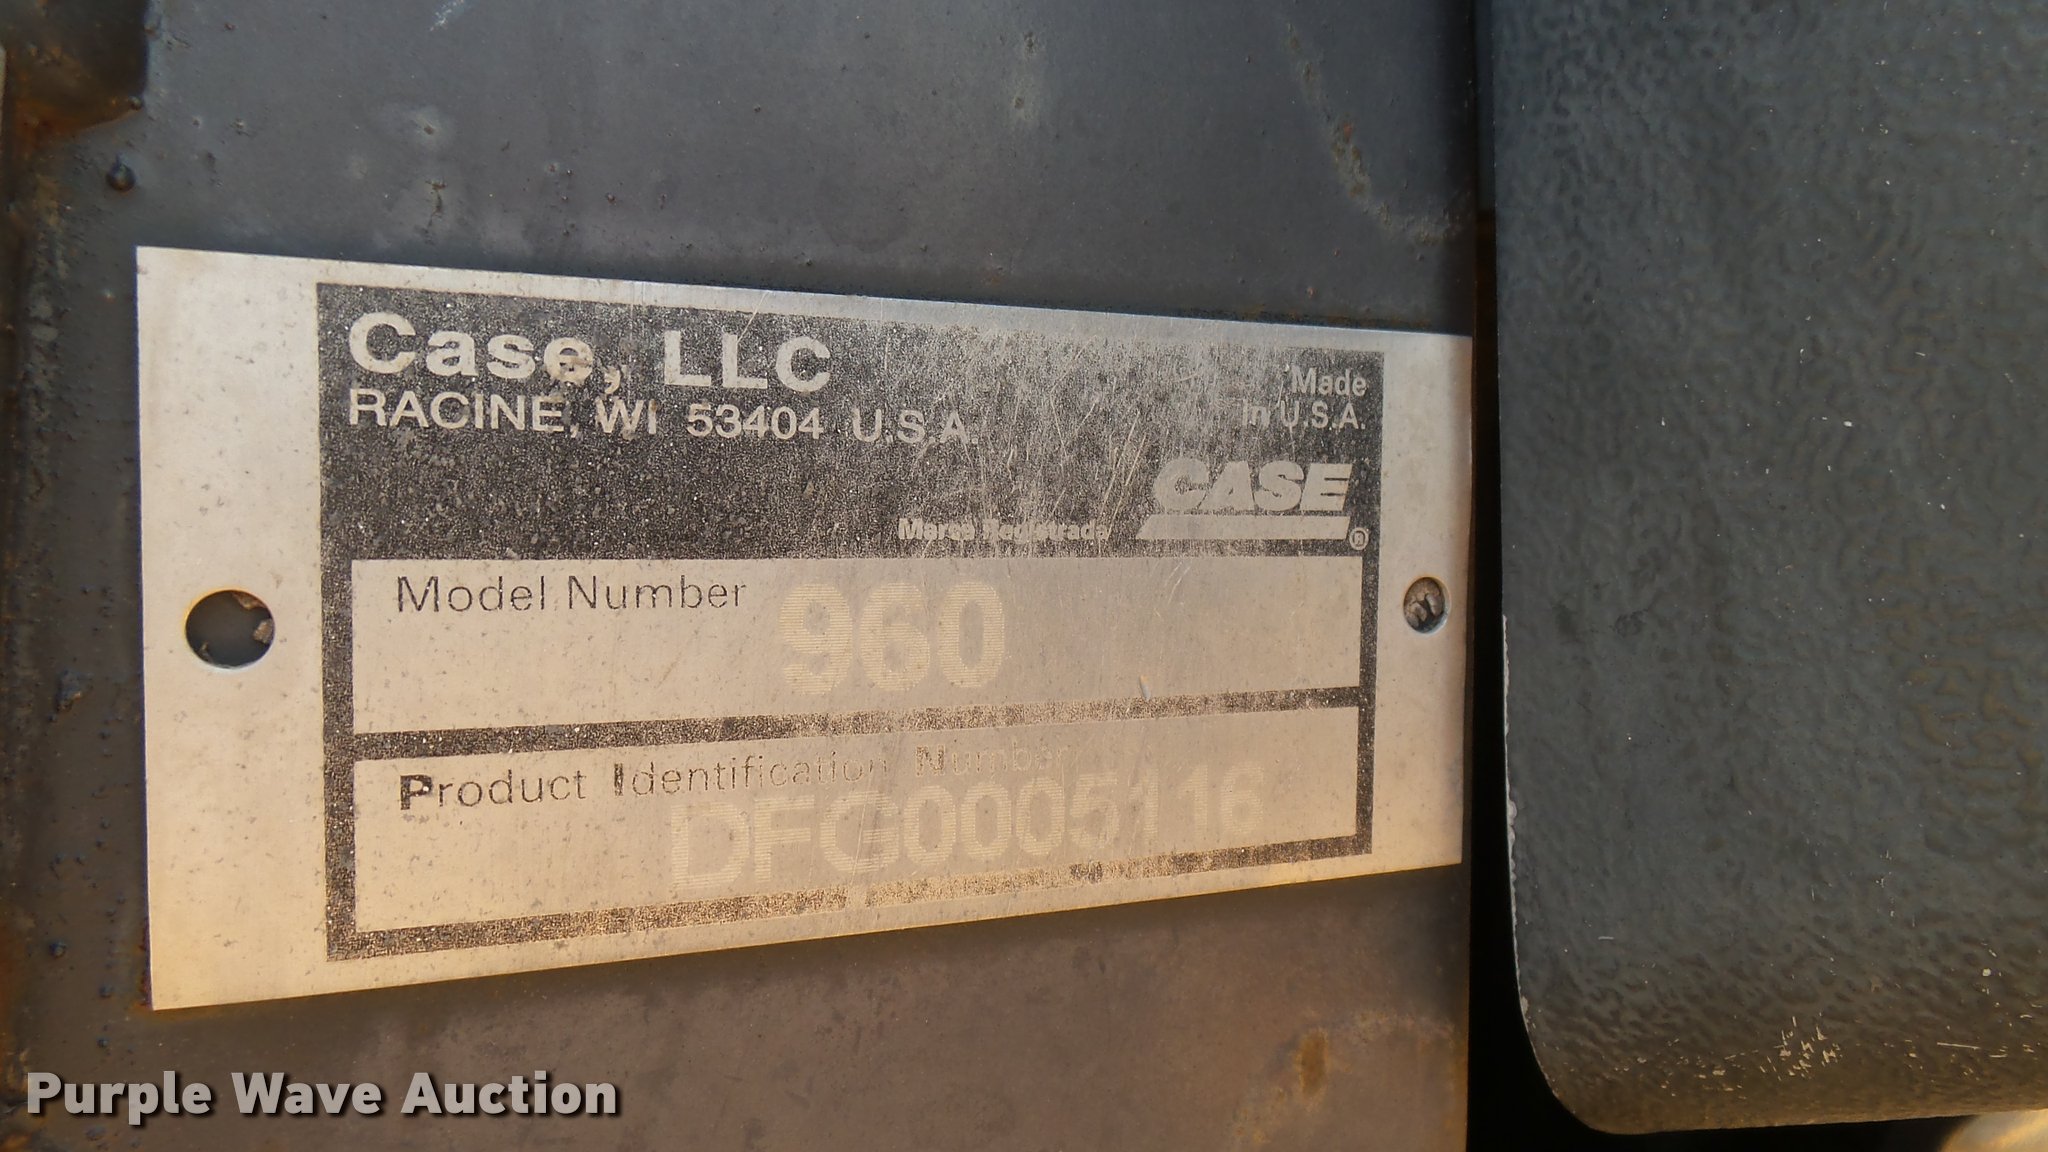 Case, LLC
RACINE, WI 53404 U.S.A.
Made
in U.S.A.
CASE
Marca Registrada
®
Model Number 960
Product Identification Number
DFG0005116
Purple Wave Auction